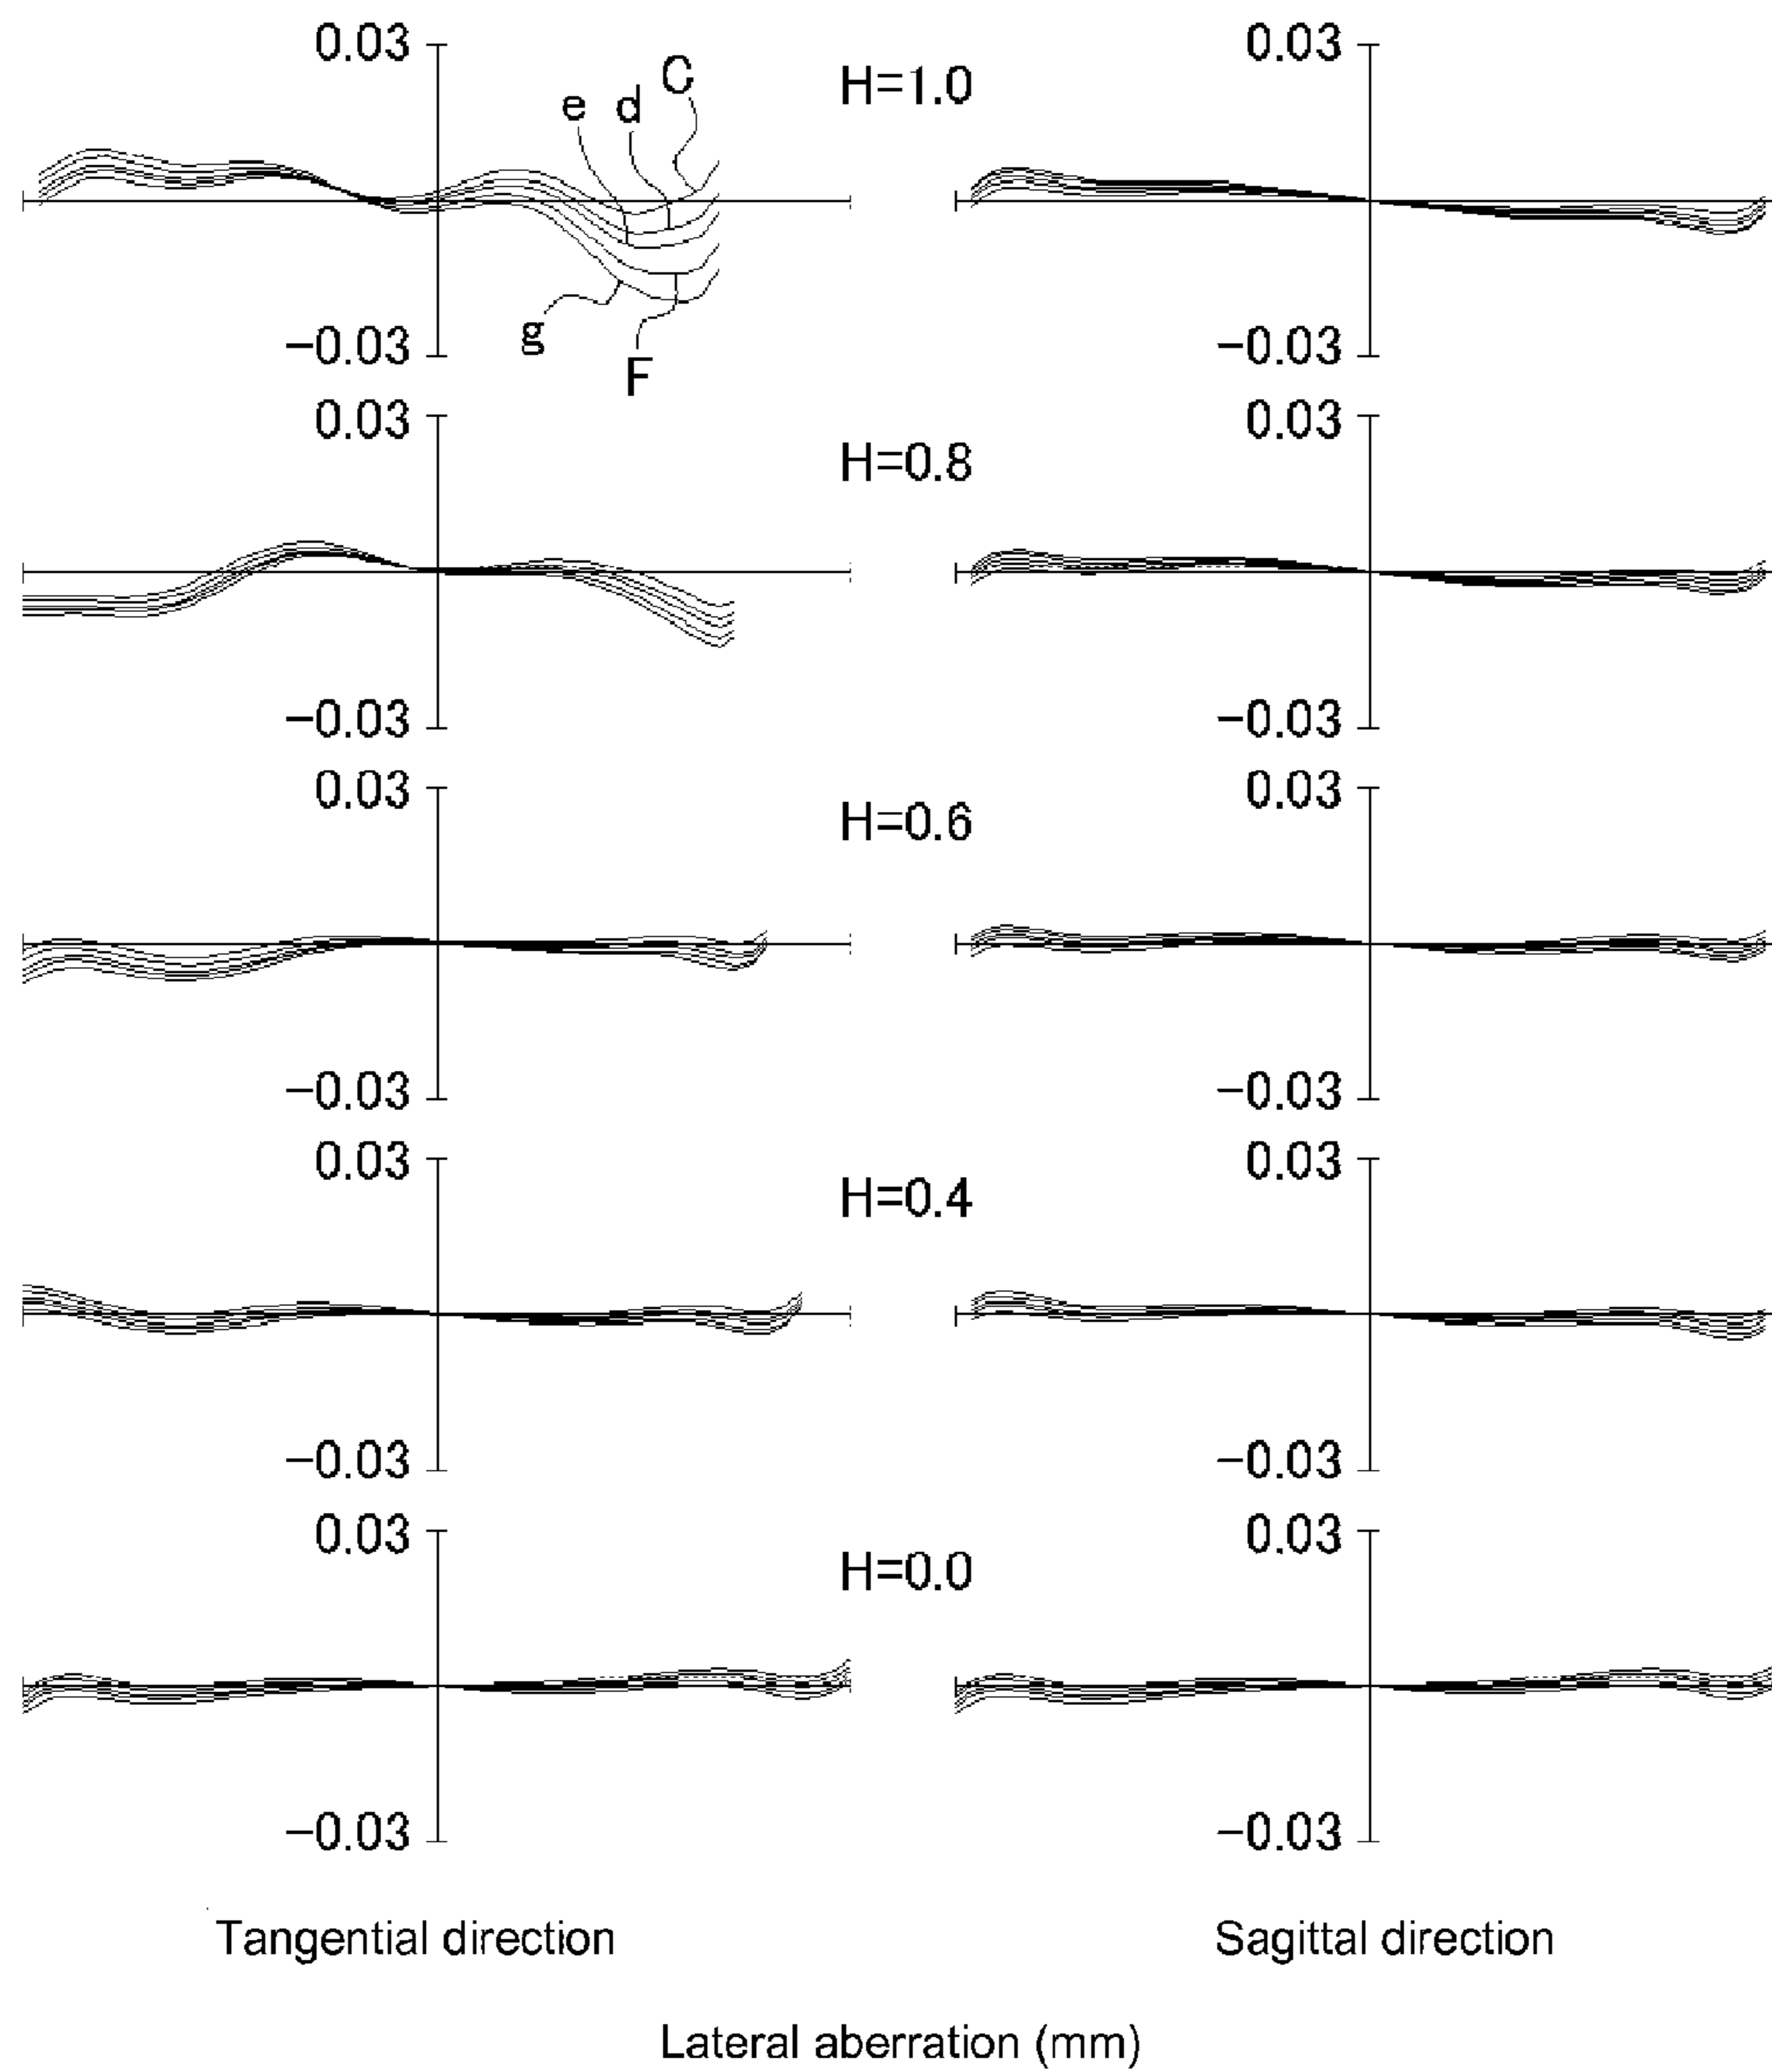 0.03 0.03
H=1.0
C
e d
g
F
−0.03 −0.03
0.03 0.03
H=0.8
−0.03 −0.03
0.03 0.03
H=0.6
−0.03 −0.03
0.03 0.03
H=0.4
−0.03 −0.03
0.03 0.03
H=0.0
−0.03 −0.03
Tangential direction Sagittal direction
Lateral aberration (mm)